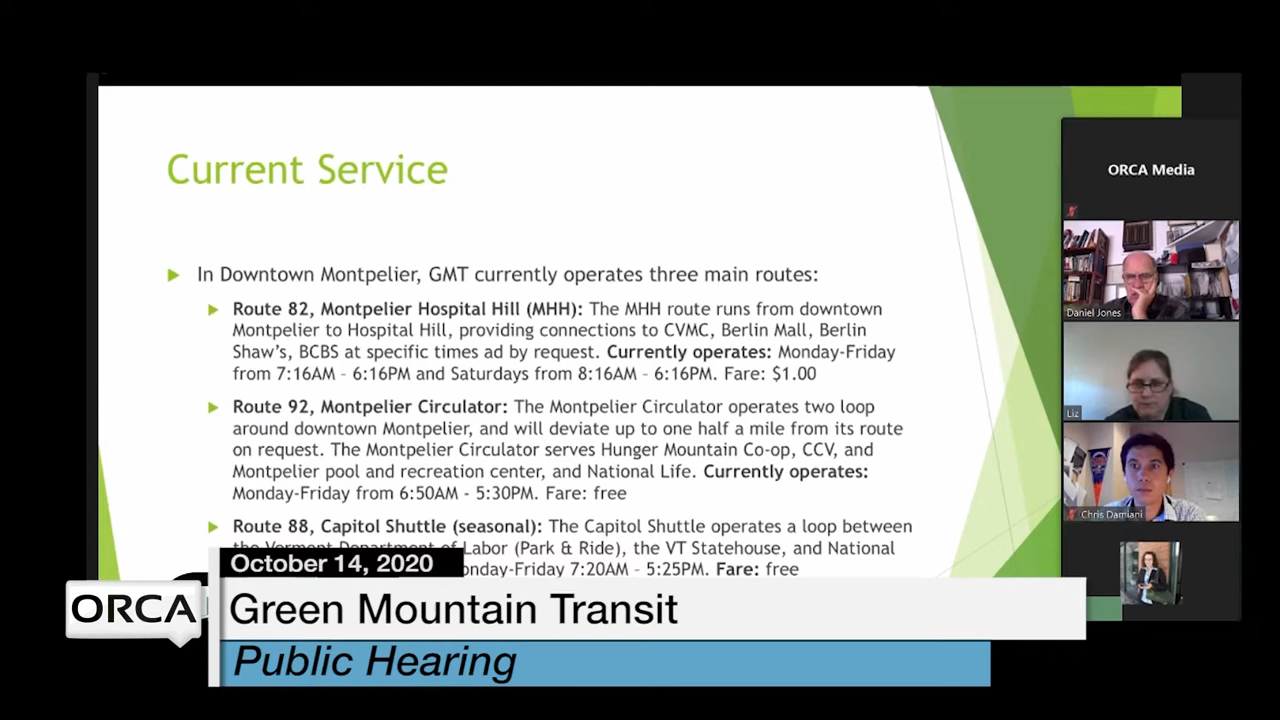 Current Service
In Downtown Montpelier, GMT currently operates three main routes:
Route 82, Montpelier Hospital Hill (MHH): The MHH route runs from downtown
Montpelier to Hospital Hill, providing connections to CVMC, Berlin Mall, Berlin
Shaw's, BCBS at specific times ad by request. Currently operates: Monday-Friday
from 7:16AM – 6:16PM and Saturdays from 8:16AM – 6:16PM. Fare: $1.00
Route 92, Montpelier Circulator: The Montpelier Circulator operates two loop
around downtown Montpelier, and will deviate up to one half a mile from its route
on request. The Montpelier Circulator serves Hunger Mountain Co-op, CCV, and
Montpelier pool and recreation center, and National Life. Currently operates:
Monday-Friday from 6:50AM - 5:30PM. Fare: free
Route 88, Capitol Shuttle (seasonal): The Capitol Shuttle operates a loop between
the Vermont Department of Labor (Park & Ride), the VT Statehouse, and National
onday-Friday 7:20AM – 5:25PM. Fare: free
ORCA Media
Daniel Jones
Liz
Chris Damiani
October 14, 2020
ORCA
Green Mountain Transit
Public Hearing